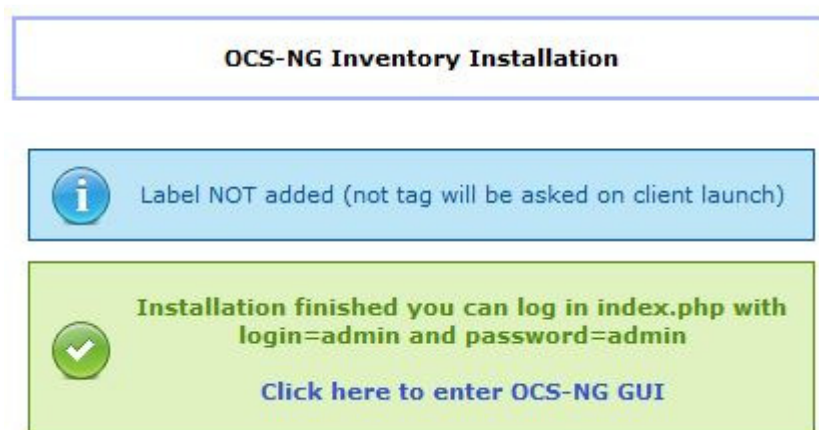 OCS-NG Inventory Installation
Label NOT added (not tag will be asked on client launch)
Installation finished you can log in index.php with
login=admin and password=admin
Click here to enter OCS-NG GUI